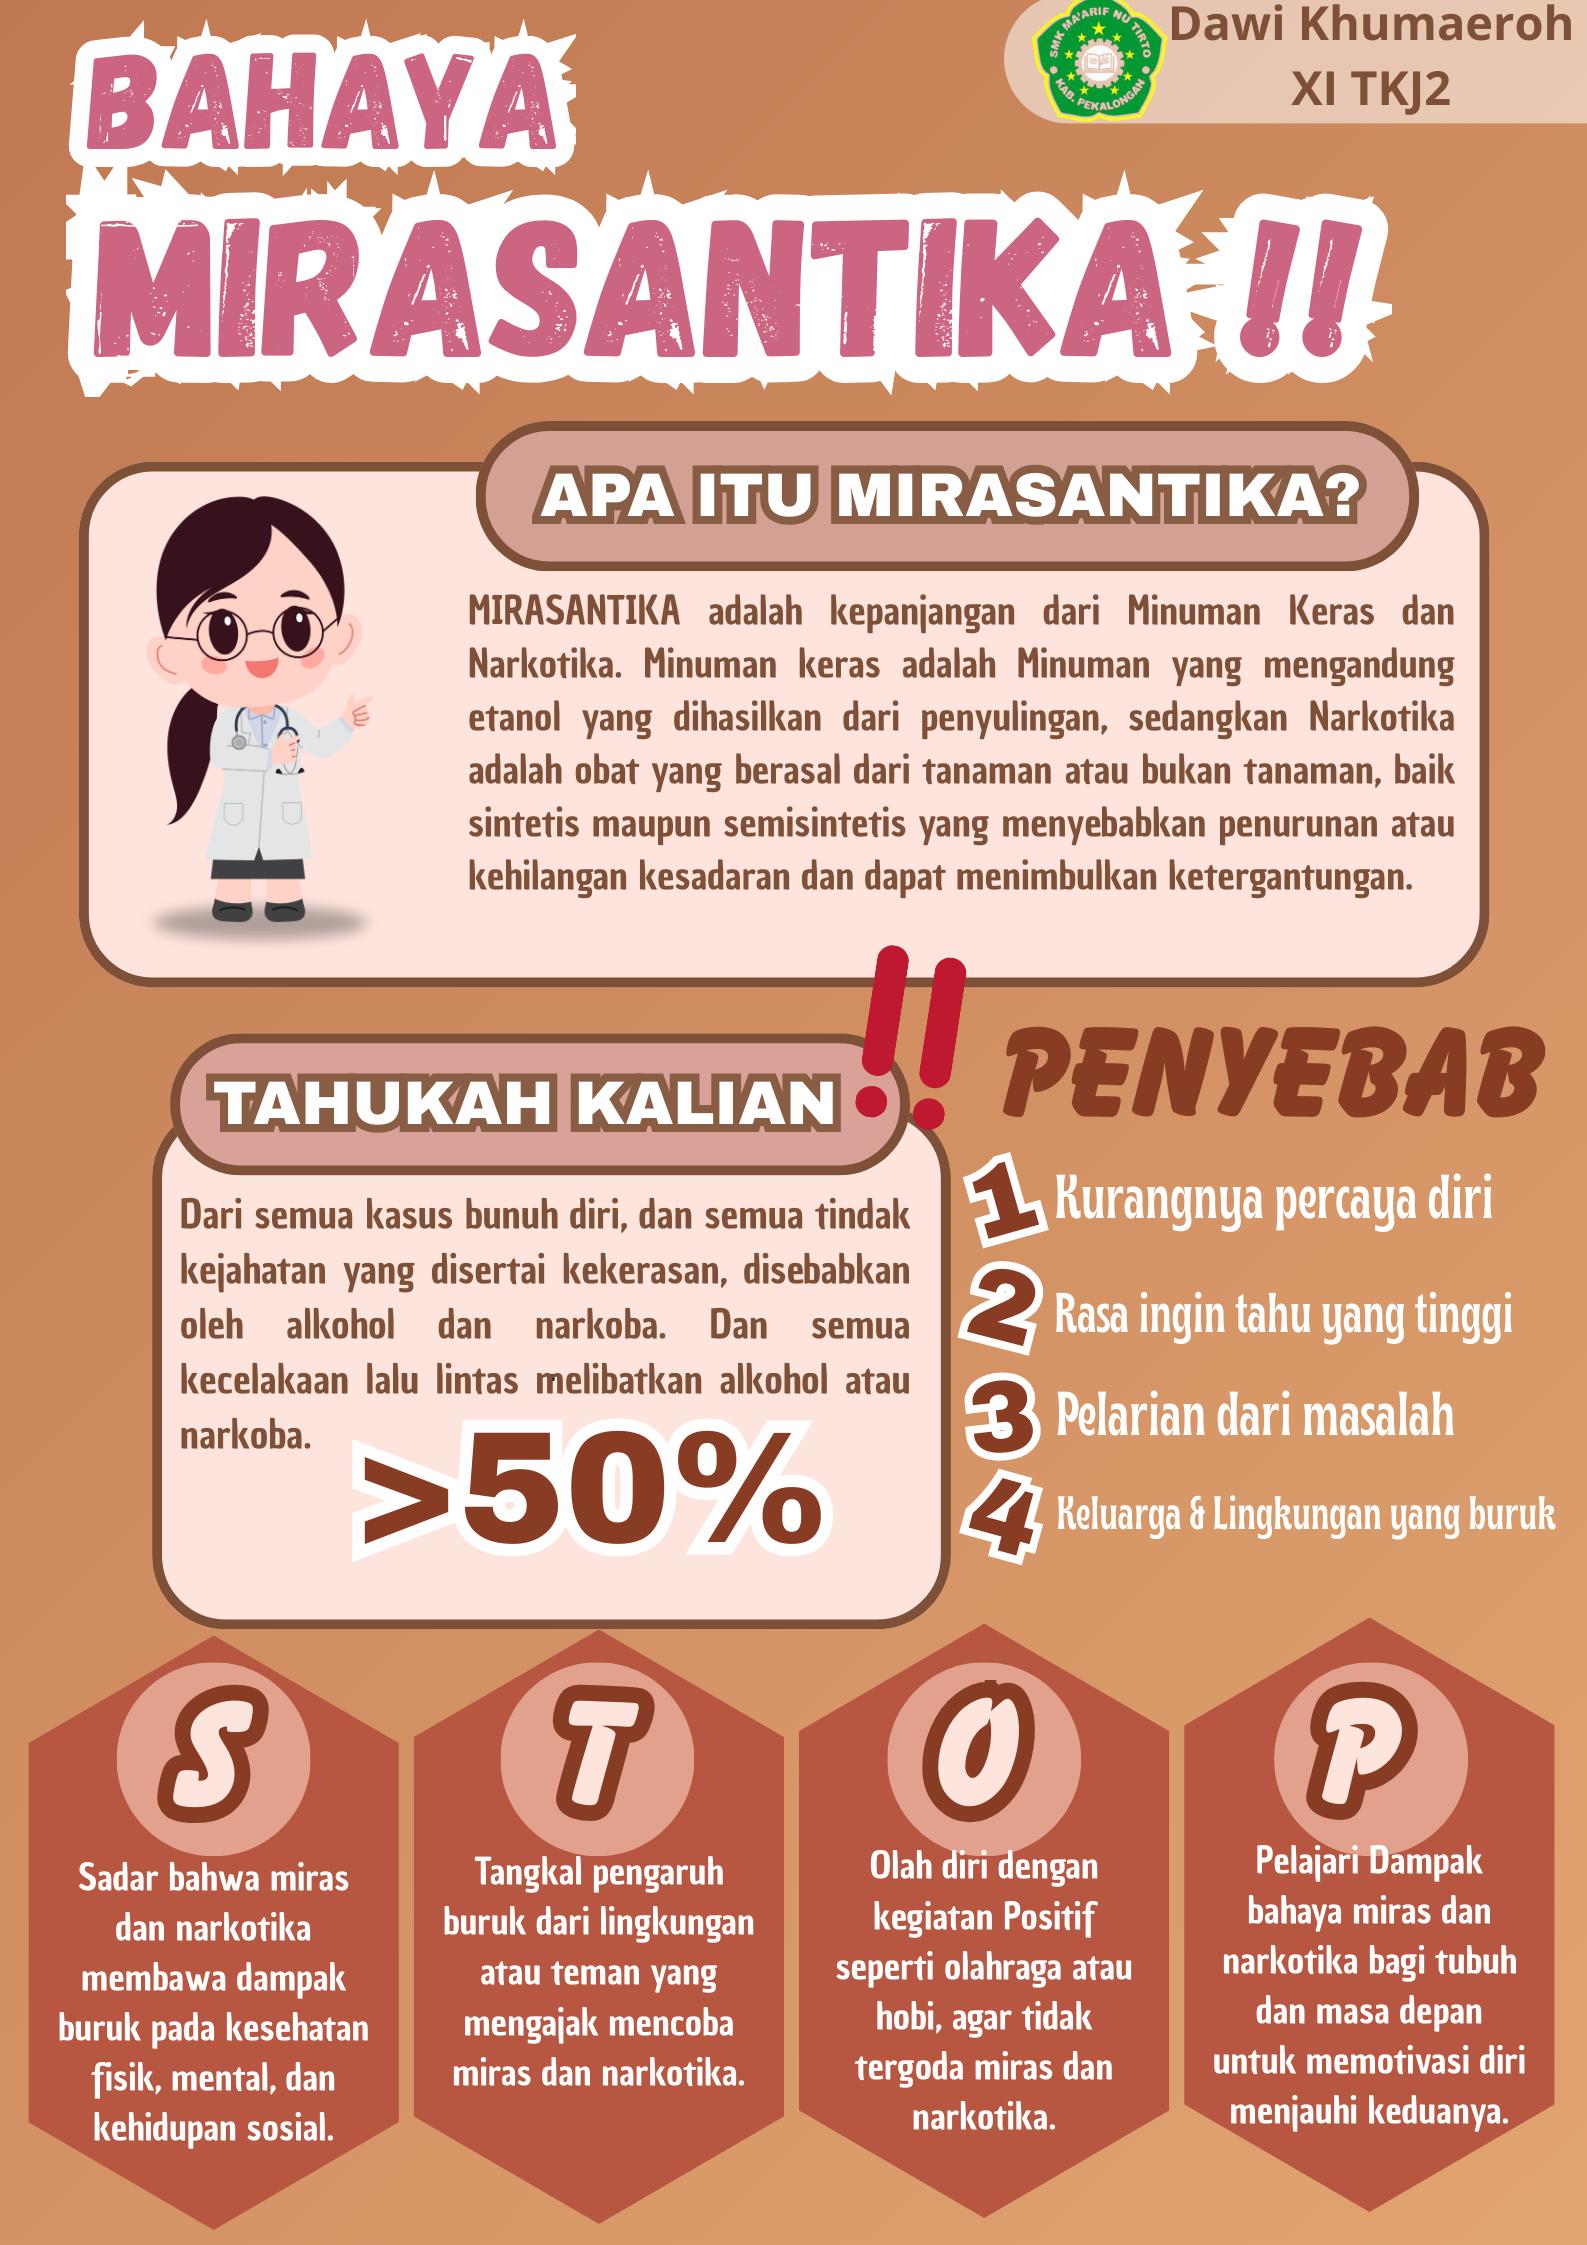 BAHAYA
MIRASANTIKA !!
SMK MA'ARIF NU TIRTO
KAB. PEKALONGAN
Dawi Khumaeroh
XI TKJ2
APA ITU MIRASANTIKA?
MIRASANTIKA adalah kepanjangan dari Minuman Keras dan
Narkotika. Minuman keras adalah Minuman yang mengandung
etanol yang dihasilkan dari penyulingan, sedangkan Narkotika
adalah obat yang berasal dari tanaman atau bukan tanaman, baik
sintetis maupun semisintetis yang menyebabkan penurunan atau
kehilangan kesadaran dan dapat menimbulkan ketergantungan.
TAHUKAH KALIAN !!
Dari semua kasus bunuh diri, dan semua tindak
kejahatan yang disertai kekerasan, disebabkan
oleh alkohol dan narkoba. Dan semua
kecelakaan lalu lintas melibatkan alkohol atau
narkoba.
>50%
PENYEBAB
1 Kurangnya percaya diri
2 Rasa ingin tahu yang tinggi
3 Pelarian dari masalah
4 Keluarga & Lingkungan yang buruk
S
Sadar bahwa miras
dan narkotika
membawa dampak
buruk pada kesehatan
fisik, mental, dan
kehidupan sosial.
T
Tangkal pengaruh
buruk dari lingkungan
atau teman yang
mengajak mencoba
miras dan narkotika.
O
Olah diri dengan
kegiatan Positif
seperti olahraga atau
hobi, agar tidak
tergoda miras dan
narkotika.
P
Pelajari Dampak
bahaya miras dan
narkotika bagi tubuh
dan masa depan
untuk memotivasi diri
menjauhi keduanya.